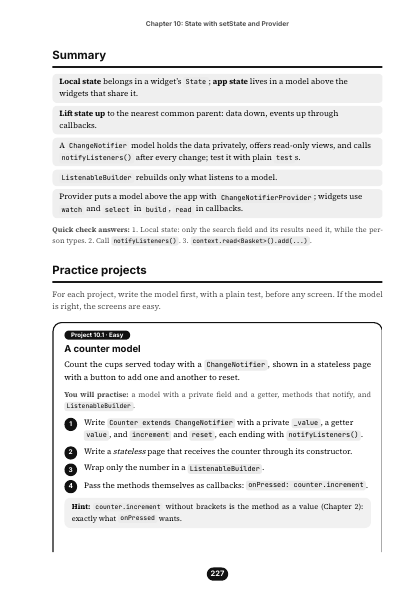 Chapter 10: State with setState and Provider
Summary
Local state belongs in a widget's State; app state lives in a model above the
widgets that share it.
Lift state up to the nearest common parent: data down, events up through
callbacks.
A ChangeNotifier model holds the data privately, offers read-only views, and calls
notifyListeners() after every change; test it with plain test s.
ListenableBuilder rebuilds only what listens to a model.
Provider puts a model above the app with ChangeNotifierProvider; widgets use
watch and select in build, read in callbacks.
Quick check answers: 1. Local state: only the search field and its results need it, while the per-
son types. 2. Call notifyListeners(). 3. context.read<Basket>().add(...).
Practice projects
For each project, write the model first, with a plain test, before any screen. If the model
is right, the screens are easy.
Project 10.1 · Easy
A counter model
Count the cups served today with a ChangeNotifier, shown in a stateless page
with a button to add one and another to reset.
You will practise: a model with a private field and a getter, methods that notify, and
ListenableBuilder.
1 Write Counter extends ChangeNotifier with a private _value, a getter
value, and increment and reset, each ending with notifyListeners().
2 Write a stateless page that receives the counter through its constructor.
3 Wrap only the number in a ListenableBuilder.
4 Pass the methods themselves as callbacks: onPressed: counter.increment.
Hint: counter.increment without brackets is the method as a value (Chapter 2):
exactly what onPressed wants.
227